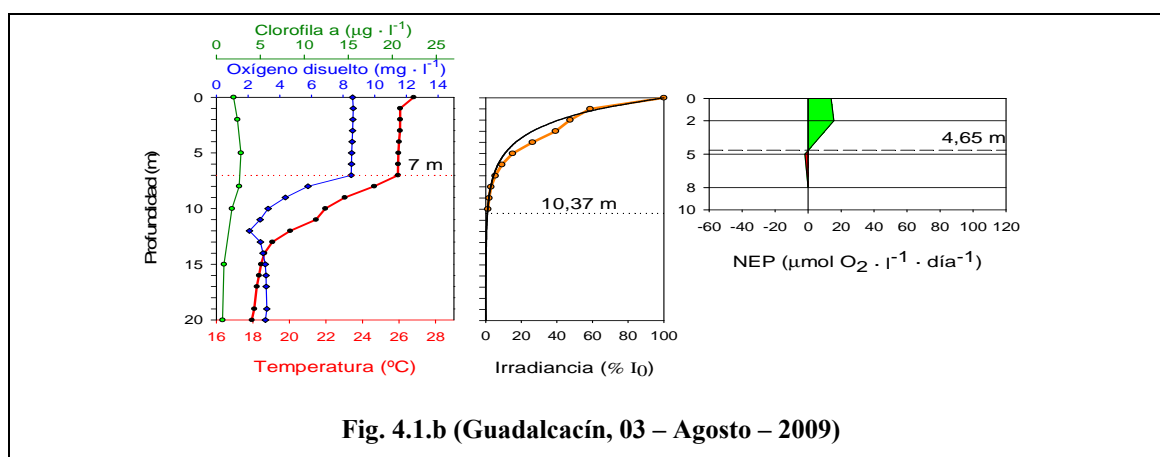 Clorofila a (µg · l⁻¹)
0 5 10 15 20 25
Oxígeno disuelto (mg · l⁻¹)
0 2 4 6 8 10 12 14
Profundidad (m)
0
5
10
15
20
7 m
16 18 20 22 24 26 28
Temperatura (ºC)
10,37 m
0 20 40 60 80 100
Irradiancia (% I₀)
0
2
5
8
10
4,65 m
-60 -40 -20 0 20 40 60 80 100 120
NEP (µmol O₂ · l⁻¹ · día⁻¹)
Fig. 4.1.b (Guadalcacín, 03 – Agosto – 2009)